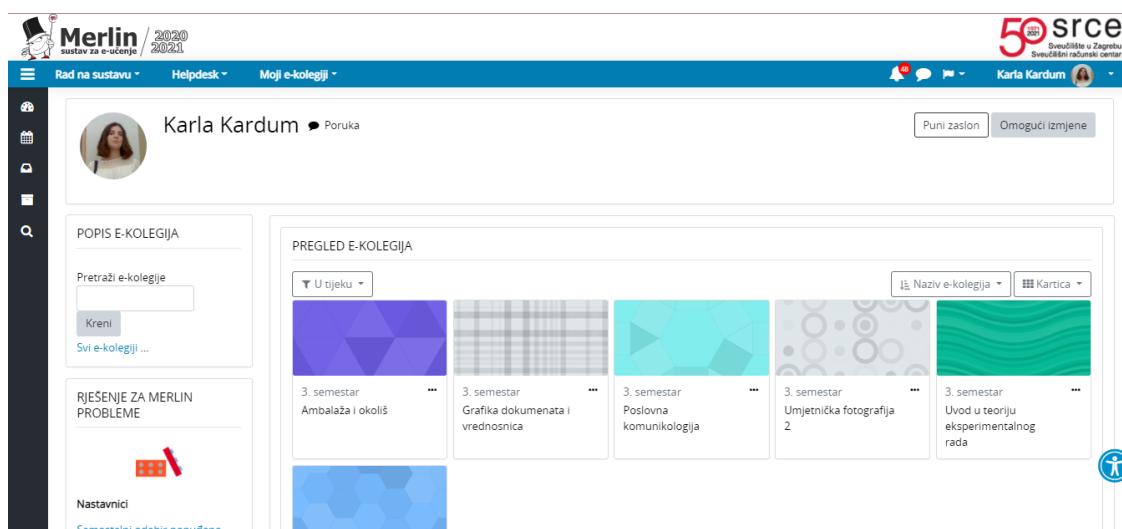 Merlin / 2020
sustav za e-učenje / 2021
50 srce
1971 2021
Sveučilište u Zagrebu
Sveučilišni računski centar
Rad na sustavu Helpdesk Moji e-kolegiji 48 Karla Kardum
Karla Kardum Poruka Puni zaslon Omogući izmjene
POPIS E-KOLEGIJA
Pretraži e-kolegije
Kreni
Svi e-kolegiji ...
RJEŠENJE ZA MERLIN
PROBLEME
Nastavnici
PREGLED E-KOLEGIJA
U tijeku Naziv e-kolegija Kartica
3. semestar
Ambalaža i okoliš
3. semestar
Grafika dokumenata i
vrednosnica
3. semestar
Poslovna
komunikologija
3. semestar
Umjetnička fotografija
2
3. semestar
Uvod u teoriju
eksperimentalnog
rada